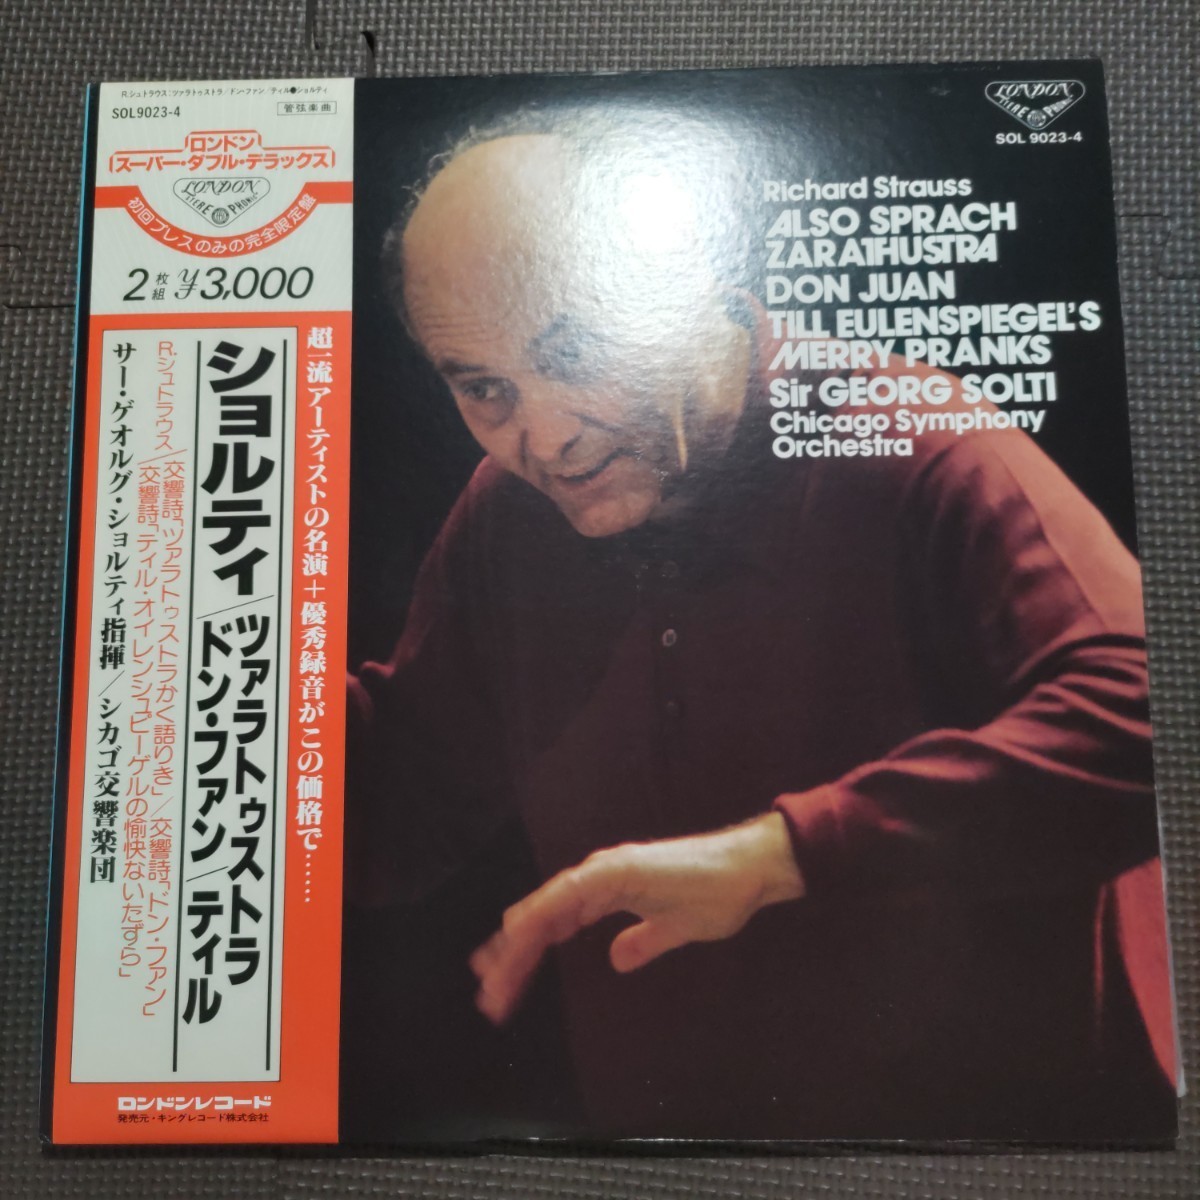 R.シュトラウス:ツァラトゥストラ/ドン・ファン/ティル●ショルティ
SOL9023-4
管弦楽曲
ロンドン
スーパー・ダブル・デラックス
LONDON
STEREOPHONIC
初回プレスのみの完全限定盤
2枚組 ¥3,000
超一流アーティストの名演+優秀録音がこの価格で……
ショルティ/ツァラトゥストラ
ドン・ファン/ティル
R.シュトラウス/交響詩「ツァラトゥストラかく語りき」/交響詩「ドン・ファン」
/交響詩「ティル・オイレンシュピーゲルの愉快ないたずら」
サー・ゲオルグ・ショルティ指揮/シカゴ交響楽団
ロンドンレコード
発売元・キングレコード株式会社
LONDON
STEREOPHONIC
SOL 9023-4
Richard Strauss
ALSO SPRACH
ZARATHUSTRA
DON JUAN
TILL EULENSPIEGEL'S
MERRY PRANKS
Sir GEORG SOLTI
Chicago Symphony
Orchestra